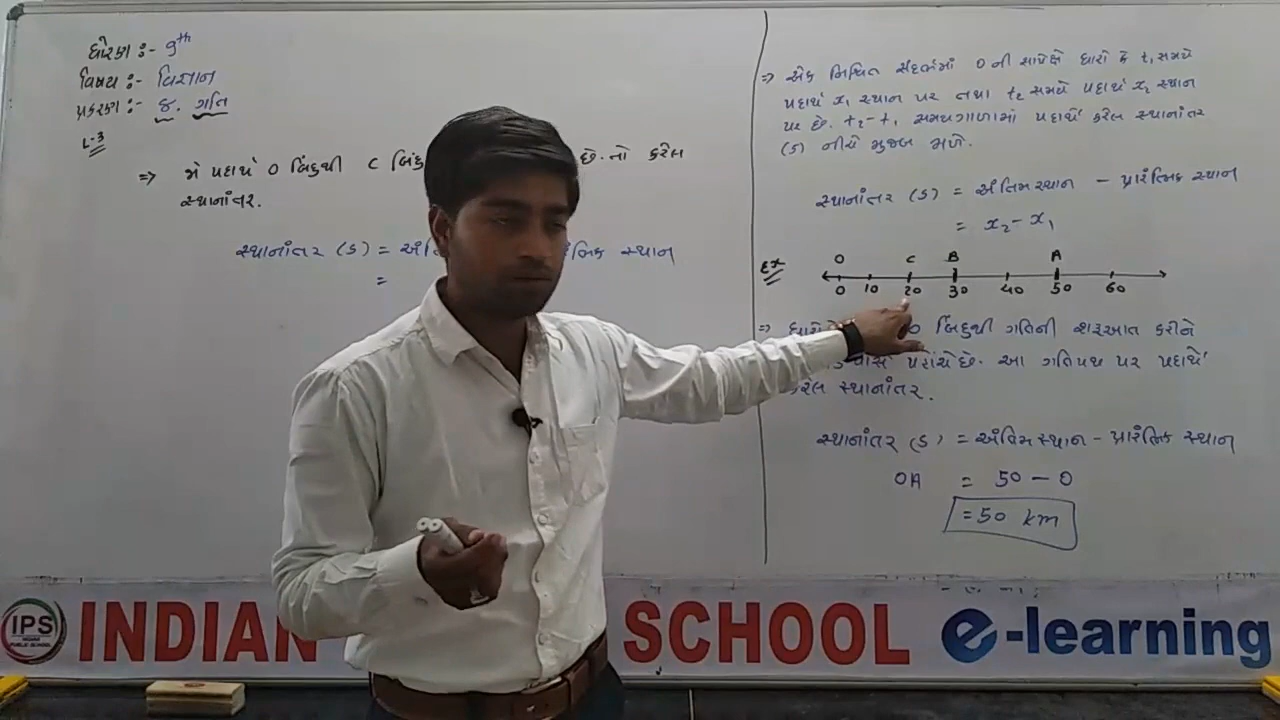 ધોરણ :- 9th
વિષય :- વિજ્ઞાન
પ્રકરણ :- 8. ગતિ
L-3
⇒ જો પદાર્થ O બિંદુથી C છે. તો કરેલ
સ્થાનાંતર.
સ્થાનાંતર (S) = સ્થાન
=
⇒ એક નિશ્ચિત સંદર્ભમાં O ની સાપેક્ષે ધારો કે t₁ સમયે
પદાર્થ x₁ સ્થાન પર તથા t₂ સમયે પદાર્થ x₂ સ્થાન
પર છે. t₂-t₁ સમયગાળામાં પદાર્થે કરેલ સ્થાનાંતર
(S) નીચે મુજબ મળે.
સ્થાનાંતર (S) = અંતિમ સ્થાન - પ્રારંભિક સ્થાન
= x₂-x₁
Ex
O C B A
0 10 20 30 40 50 60
⇒ O બિંદુથી ગતિની શરૂઆત કરીને
પહોંચે છે. આ ગતિપથ પર પદાર્થે
કરેલ સ્થાનાંતર.
સ્થાનાંતર (S) = અંતિમ સ્થાન - પ્રારંભિક સ્થાન
OA = 50 - 0
= 50 km
IPS
INDIAN SCHOOL e-learning